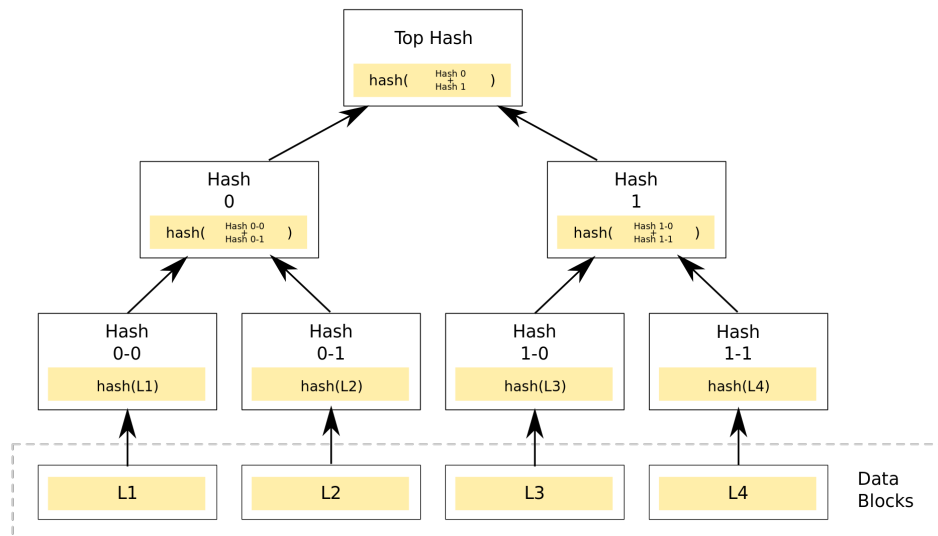 Top Hash
hash( Hash 0 + Hash 1 )
Hash
0
hash( Hash 0-0 + Hash 0-1 )
Hash
1
hash( Hash 1-0 + Hash 1-1 )
Hash
0-0
hash(L1)
Hash
0-1
hash(L2)
Hash
1-0
hash(L3)
Hash
1-1
hash(L4)
L1
L2
L3
L4
Data
Blocks